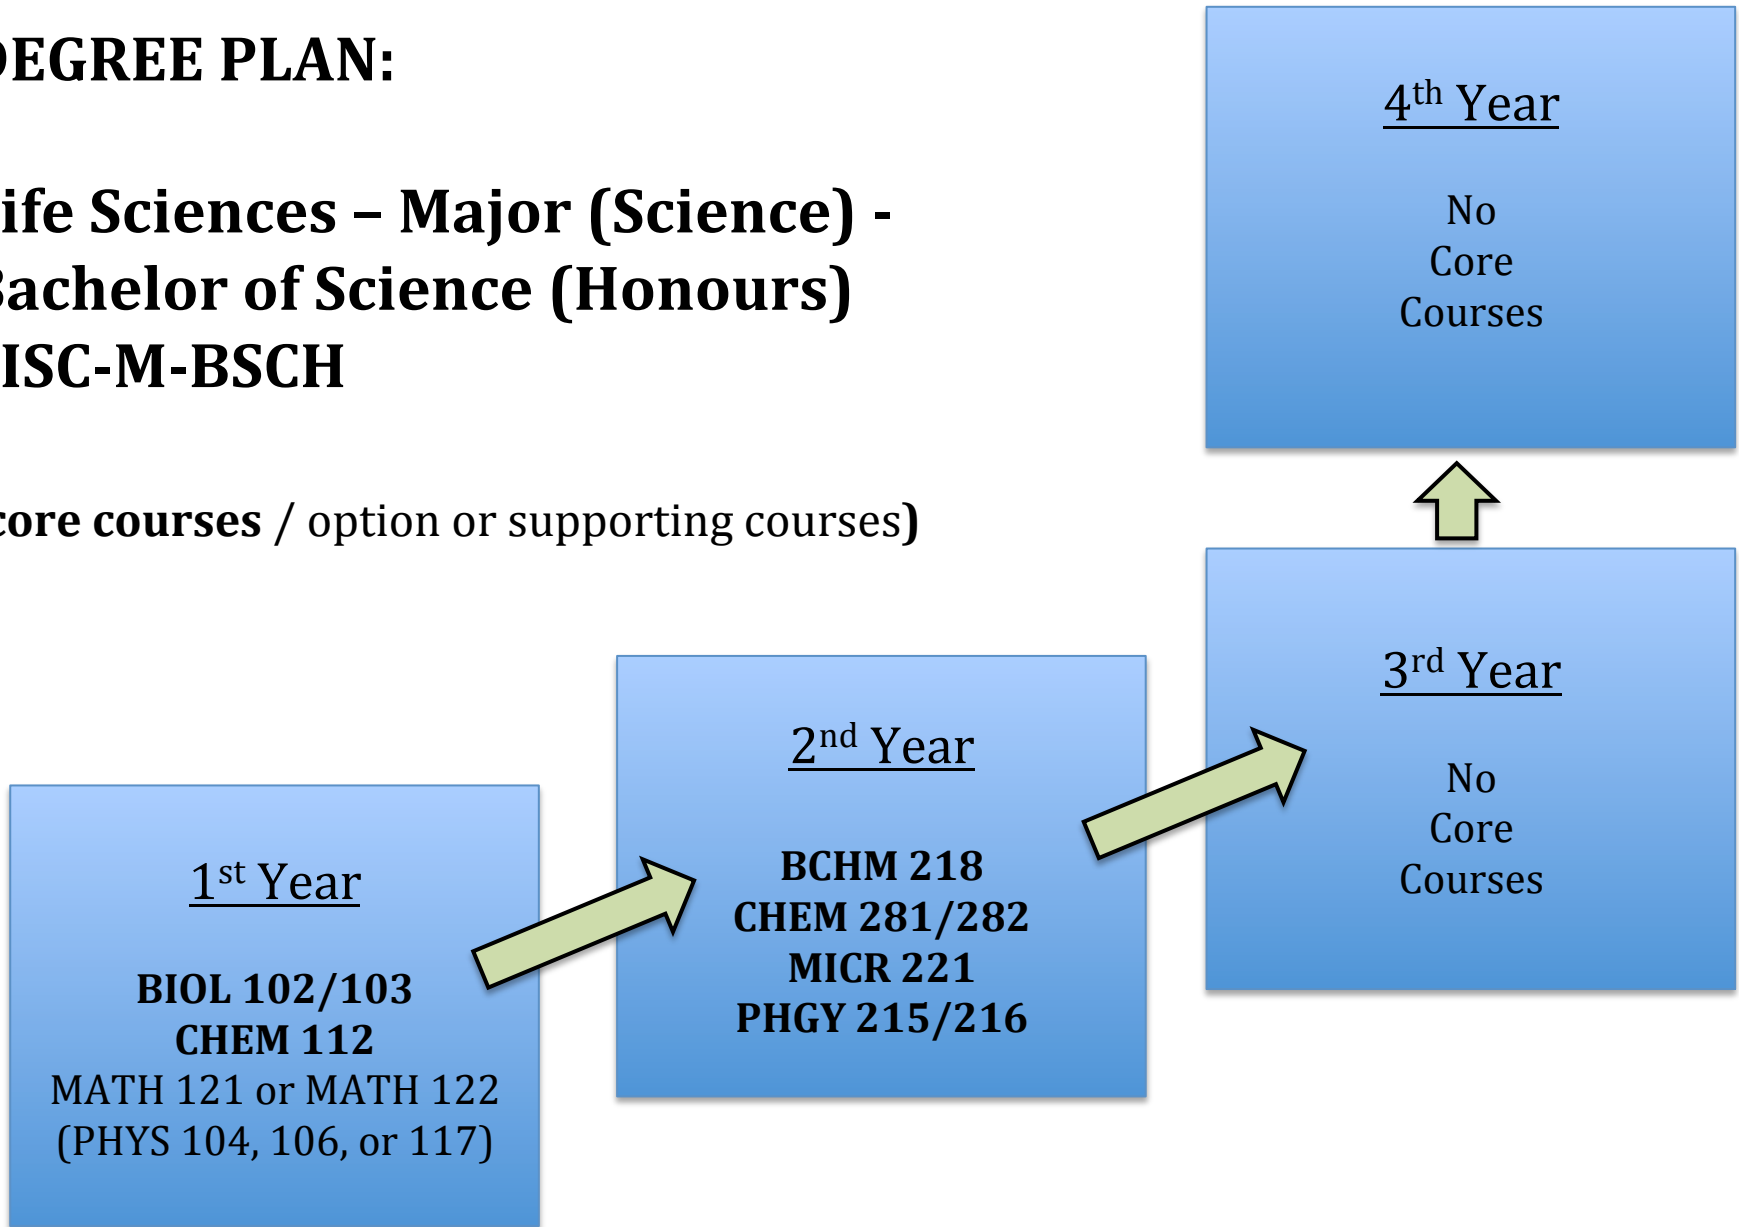 DEGREE PLAN:
ife Sciences – Major (Science) -
Bachelor of Science (Honours)
ISC-M-BSCH
core courses / option or supporting courses)
4th Year
No
Core
Courses
3rd Year
No
Core
Courses
2nd Year
BCHM 218
CHEM 281/282
MICR 221
PHGY 215/216
1st Year
BIOL 102/103
CHEM 112
MATH 121 or MATH 122
(PHYS 104, 106, or 117)